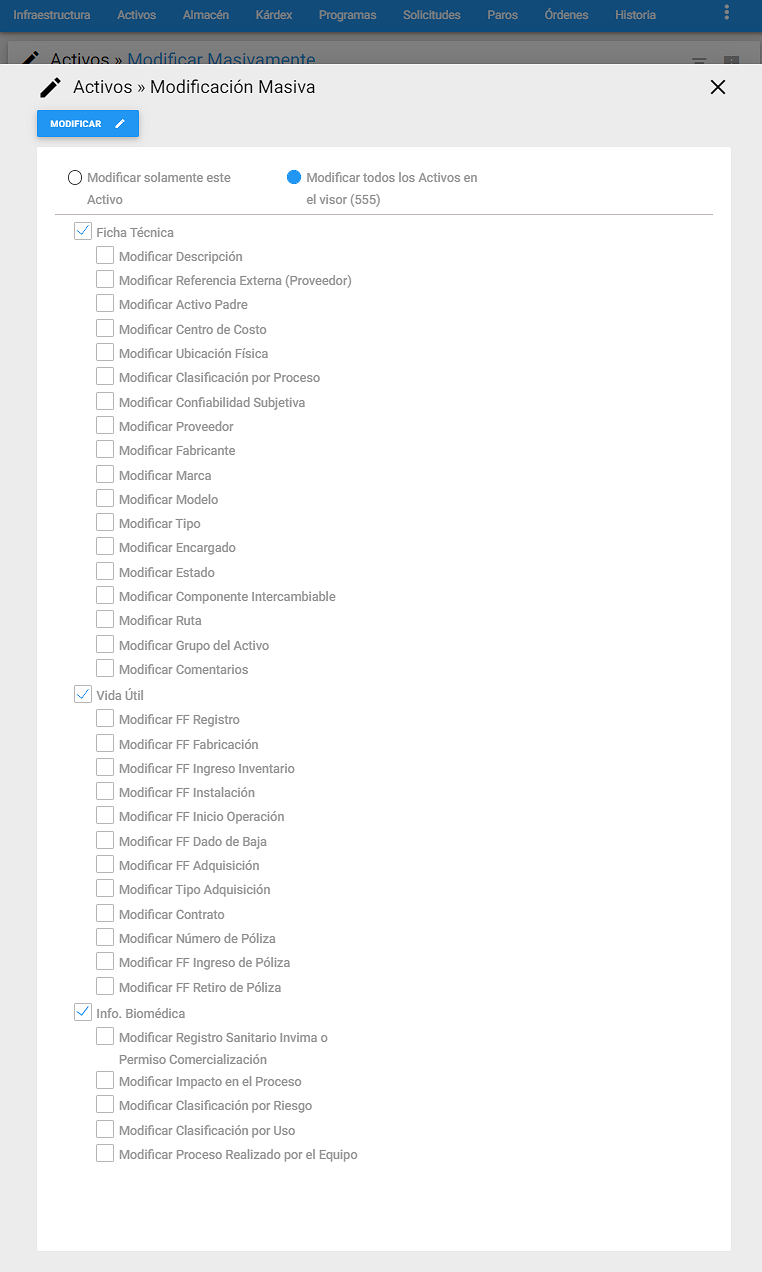 Infraestructura Activos Almacén Kárdex Programas Solicitudes Paros Órdenes Historia
Activos » Modificar Masivamente
Activos » Modificación Masiva
MODIFICAR
Modificar solamente este
Activo
Modificar todos los Activos en
el visor (555)
Ficha Técnica
Modificar Descripción
Modificar Referencia Externa (Proveedor)
Modificar Activo Padre
Modificar Centro de Costo
Modificar Ubicación Física
Modificar Clasificación por Proceso
Modificar Confiabilidad Subjetiva
Modificar Proveedor
Modificar Fabricante
Modificar Marca
Modificar Modelo
Modificar Tipo
Modificar Encargado
Modificar Estado
Modificar Componente Intercambiable
Modificar Ruta
Modificar Grupo del Activo
Modificar Comentarios
Vida Útil
Modificar FF Registro
Modificar FF Fabricación
Modificar FF Ingreso Inventario
Modificar FF Instalación
Modificar FF Inicio Operación
Modificar FF Dado de Baja
Modificar FF Adquisición
Modificar Tipo Adquisición
Modificar Contrato
Modificar Número de Póliza
Modificar FF Ingreso de Póliza
Modificar FF Retiro de Póliza
Info. Biomédica
Modificar Registro Sanitario Invima o
Permiso Comercialización
Modificar Impacto en el Proceso
Modificar Clasificación por Riesgo
Modificar Clasificación por Uso
Modificar Proceso Realizado por el Equipo